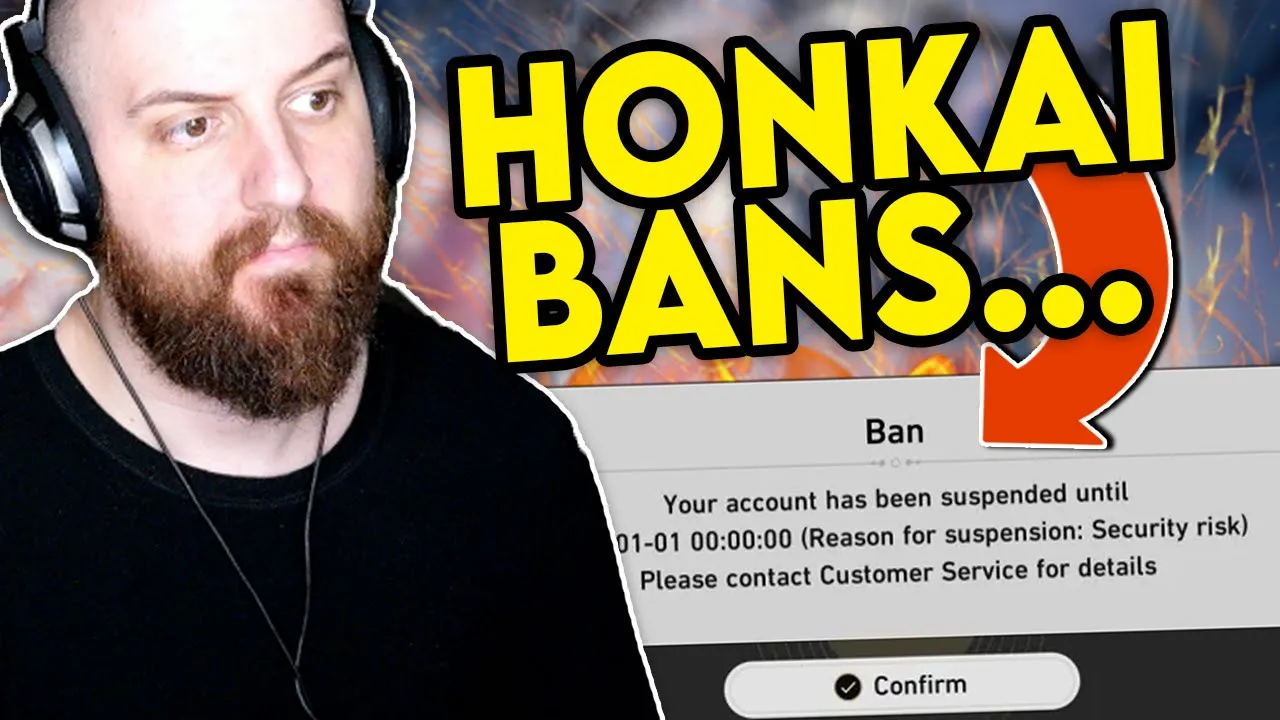 HONKAI
BANS...
Ban
Your account has been suspended until
01-01 00:00:00 (Reason for suspension: Security risk)
Please contact Customer Service for details
Confirm